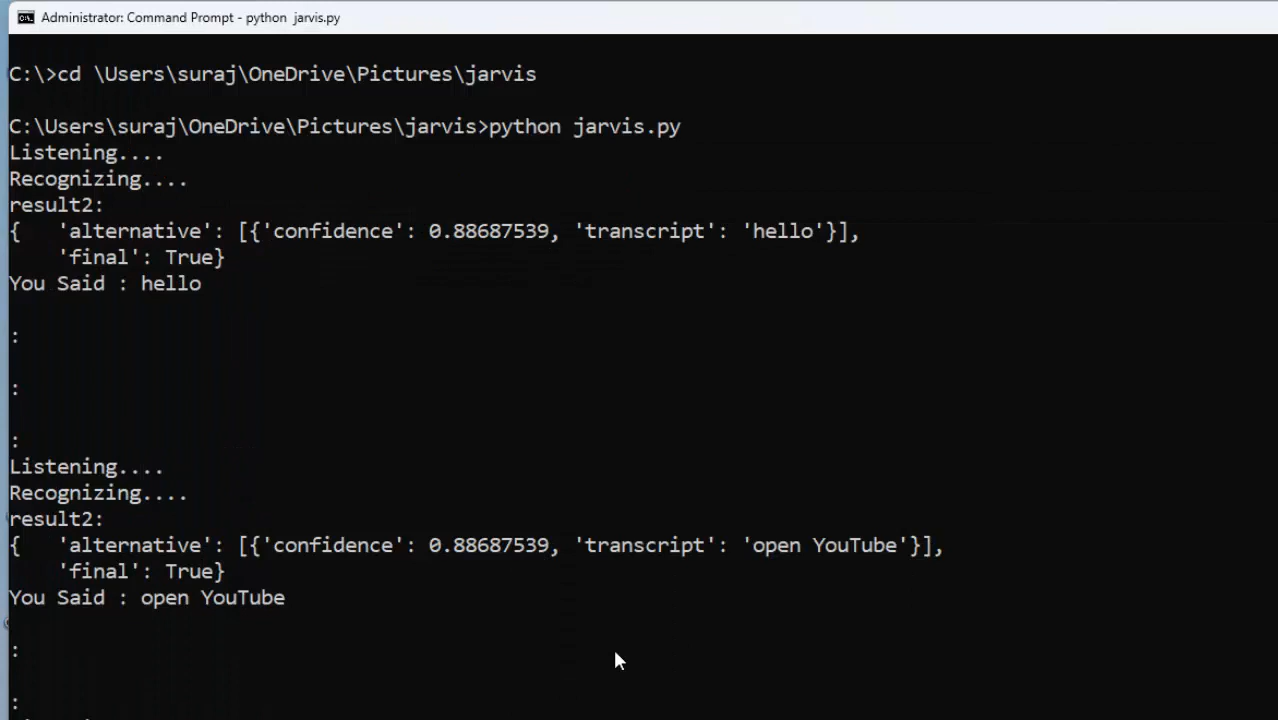 Administrator: Command Prompt - python  jarvis.py
C:\>cd \Users\suraj\OneDrive\Pictures\jarvis
C:\Users\suraj\OneDrive\Pictures\jarvis>python jarvis.py
Listening....
Recognizing....
result2:
{   'alternative': [{'confidence': 0.88687539, 'transcript': 'hello'}],
    'final': True}
You Said : hello
:
:
:
Listening....
Recognizing....
result2:
{   'alternative': [{'confidence': 0.88687539, 'transcript': 'open YouTube'}],
    'final': True}
You Said : open YouTube
:
: